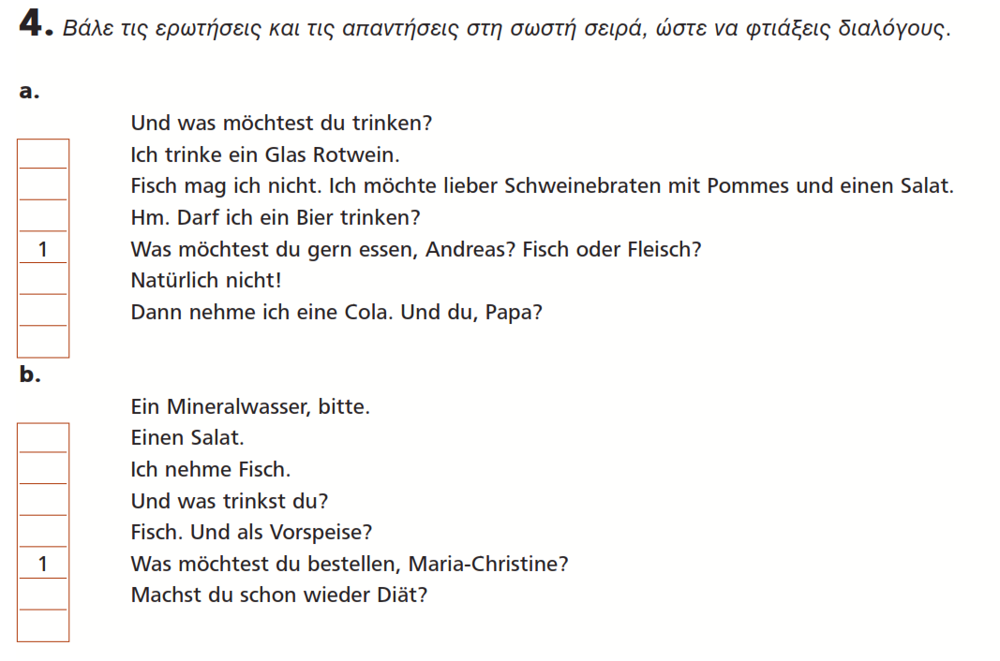 4. Βάλε τις ερωτήσεις και τις απαντήσεις στη σωστή σειρά, ώστε να φτιάξεις διαλόγους.
a.
Und was möchtest du trinken?
Ich trinke ein Glas Rotwein.
Fisch mag ich nicht. Ich möchte lieber Schweinebraten mit Pommes und einen Salat.
Hm. Darf ich ein Bier trinken?
1 Was möchtest du gern essen, Andreas? Fisch oder Fleisch?
Natürlich nicht!
Dann nehme ich eine Cola. Und du, Papa?
b.
Ein Mineralwasser, bitte.
Einen Salat.
Ich nehme Fisch.
Und was trinkst du?
Fisch. Und als Vorspeise?
1 Was möchtest du bestellen, Maria-Christine?
Machst du schon wieder Diät?